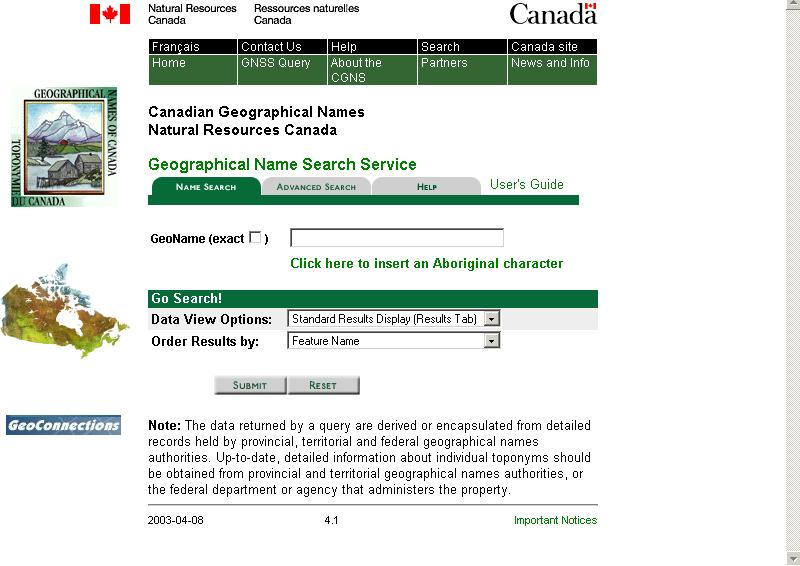 Natural Resources Canada
Ressources naturelles Canada
Canada
Français Contact Us Help Search Canada site
Home GNSS Query About the CGNS Partners News and Info
GEOGRAPHICAL NAMES OF CANADA
TOPONYMIE DU CANADA
Canadian Geographical Names
Natural Resources Canada
Geographical Name Search Service
NAME SEARCH ADVANCED SEARCH HELP User's Guide
GeoName (exact )
Click here to insert an Aboriginal character
Go Search!
Data View Options: Standard Results Display (Results Tab)
Order Results by: Feature Name
SUBMIT RESET
GeoConnections
Note: The data returned by a query are derived or encapsulated from detailed
records held by provincial, territorial and federal geographical names
authorities. Up-to-date, detailed information about individual toponyms should
be obtained from provincial and territorial geographical names authorities, or
the federal department or agency that administers the property.
2003-04-08 4.1 Important Notices